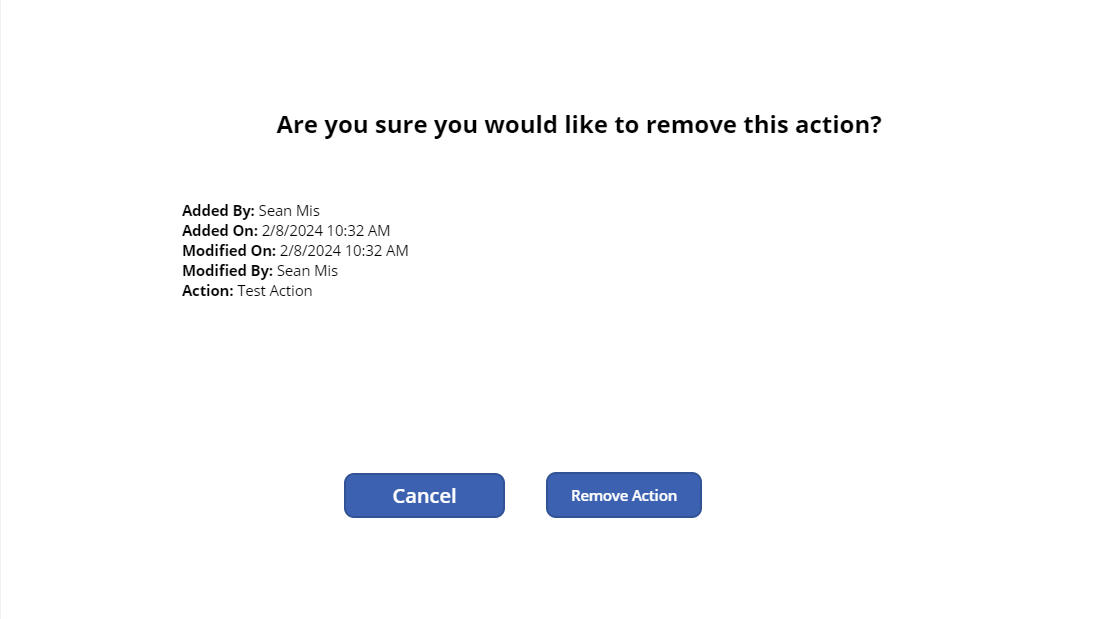 Are you sure you would like to remove this action?
Added By: Sean Mis
Added On: 2/8/2024 10:32 AM
Modified On: 2/8/2024 10:32 AM
Modified By: Sean Mis
Action: Test Action
Cancel
Remove Action